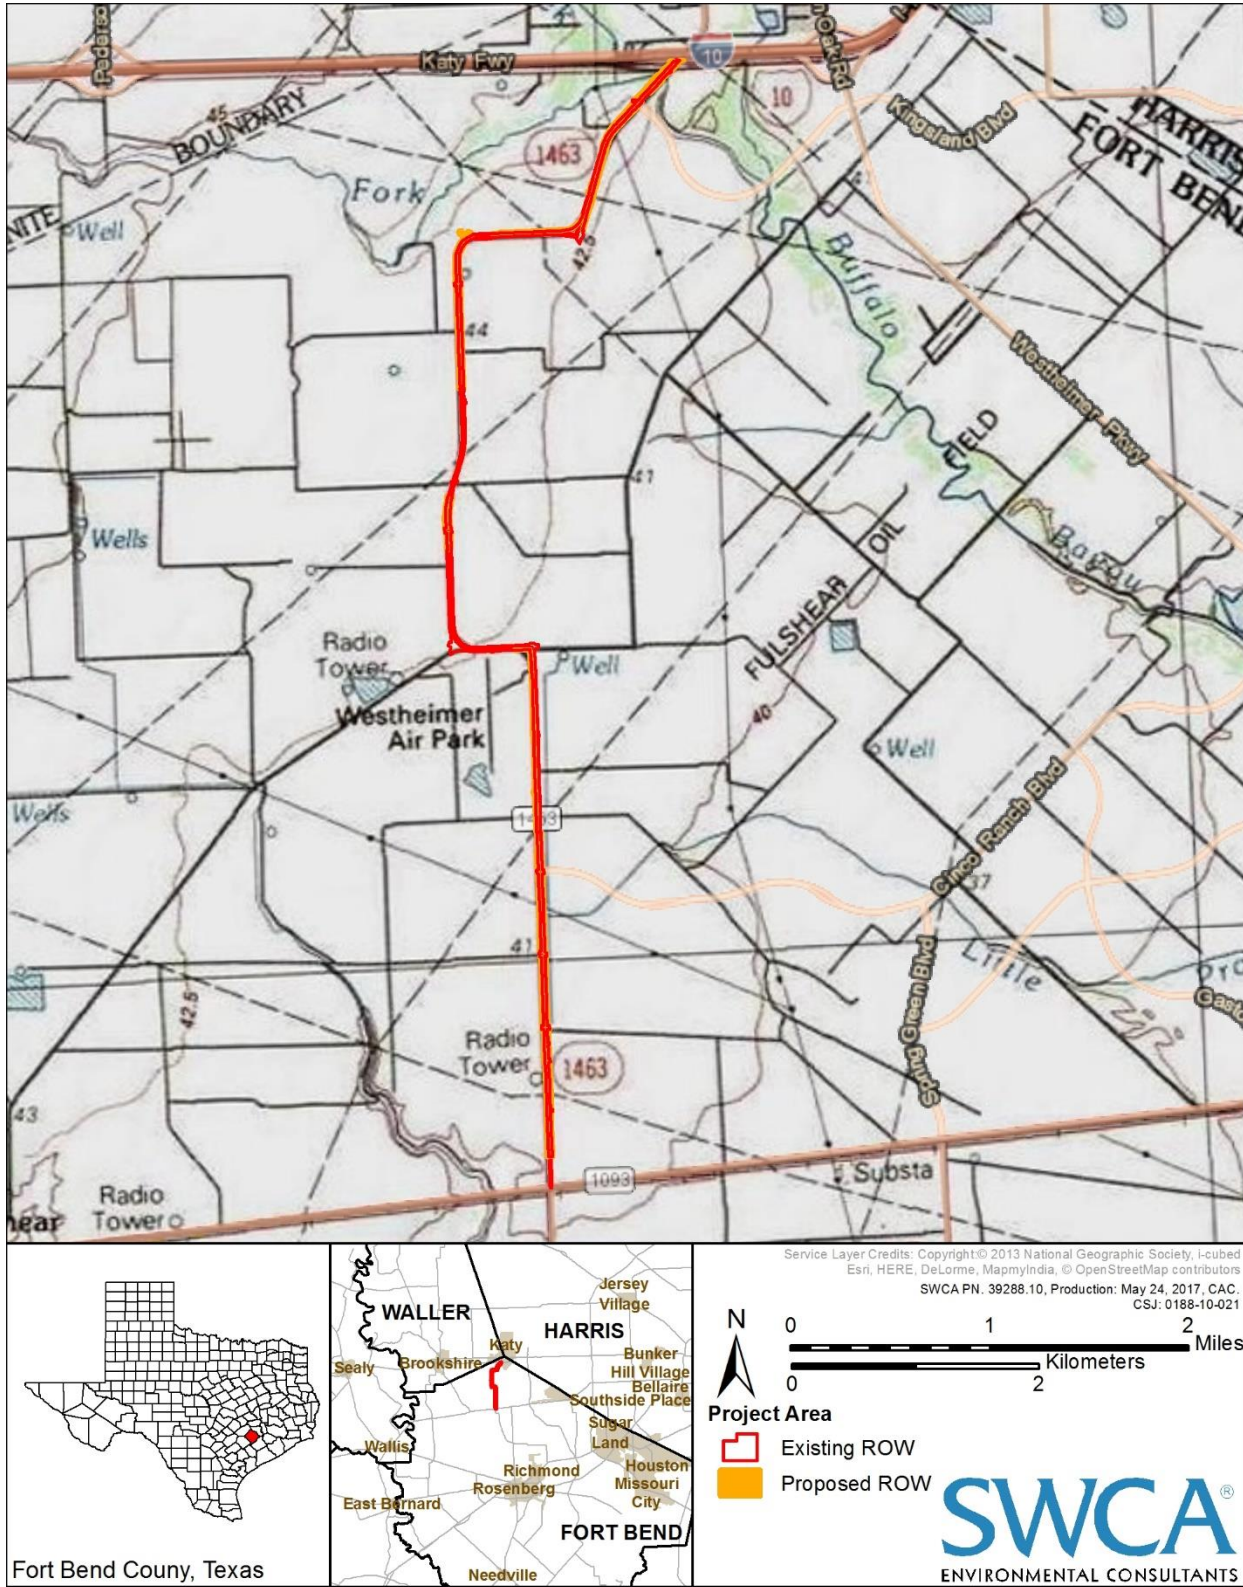 Pederso
Katy Fwy
10
Oak Rd
10
Kingsland Blvd
HARRIS
FORT BEND
45
BOUNDARY
1463
41
Fork
NITE
Well
42.5
Buffalo
44
Westheimer Pkwy
FIELD
41
Wells
OIL
Bayou
FULSHEAR
Radio
Tower
Well
Westheimer
Air Park
40
Well
Wells
Cinco Ranch Blvd
37
41
Spring Green Blvd
Little
Pro
Gasto
42.5
Radio
Tower
1463
43
Substa
1093
Radio
Tower
hear
Service Layer Credits: Copyright:© 2013 National Geographic Society, i-cubed
Esri, HERE, DeLorme, MapmyIndia, © OpenStreetMap contributors
SWCA PN. 39288.10, Production: May 24, 2017, CAC.
CSJ: 0188-10-021
Fort Bend Couny, Texas
WALLER
HARRIS
Jersey
Village
Katy
Sealy
Brookshire
Bunker
Hill Village
Bellaire
Southside Place
Sugar
Land
Wallis
Houston
Richmond
Rosenberg
Missouri
City
East Bernard
FORT BEND
Needville
N
0 1 2
Miles
Kilometers
0 2
Project Area
Existing ROW
Proposed ROW
SWCA®
ENVIRONMENTAL CONSULTANTS